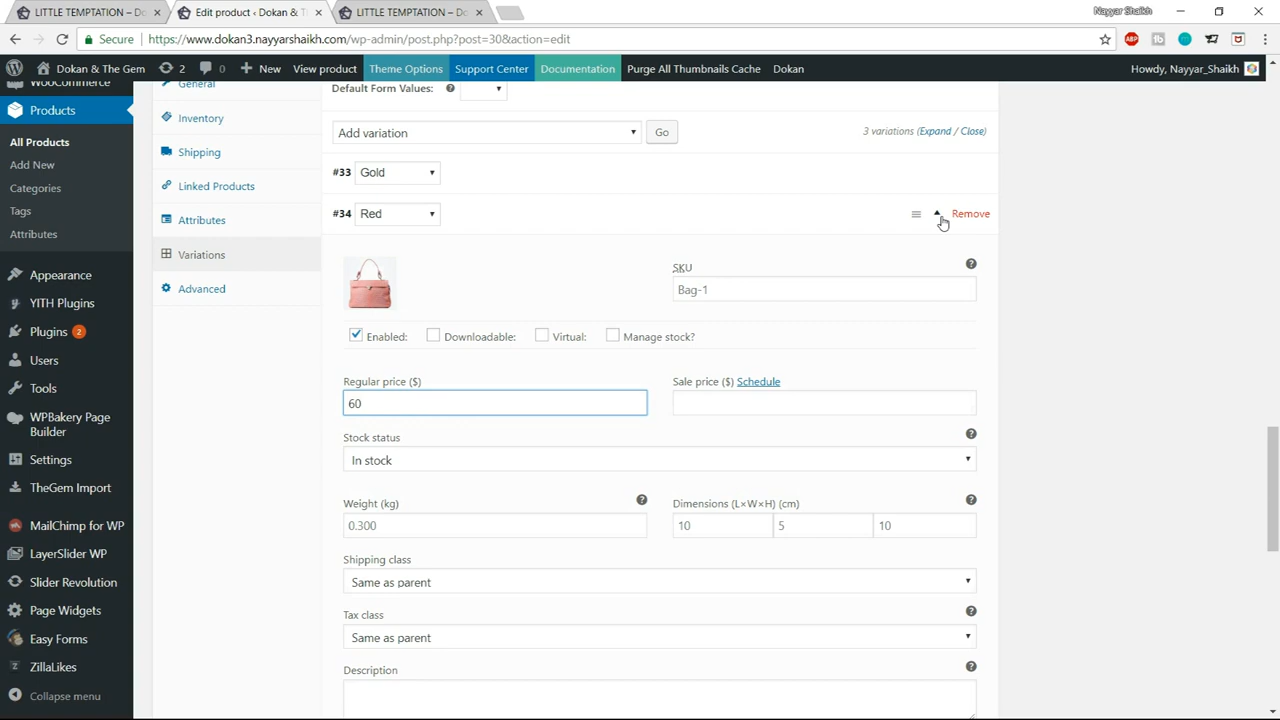 LITTLE TEMPTATION – Do
Edit product ‹ Dokan & T
LITTLE TEMPTATION – Do
Nayyar Shaikh
Secure
https://www.dokan3.nayyarshaikh.com/wp-admin/post.php?post=30&action=edit
ABP
Dokan & The Gem
2
0
New
View product
Theme Options
Support Center
Documentation
Purge All Thumbnails Cache
Dokan
Howdy, Nayyar_Shaikh
WooCommerce
Products
All Products
Add New
Categories
Tags
Attributes
Appearance
YITH Plugins
Plugins 2
Users
Tools
WPBakery Page
Builder
Settings
TheGem Import
MailChimp for WP
LayerSlider WP
Slider Revolution
Page Widgets
Easy Forms
ZillaLikes
Collapse menu
General
Inventory
Shipping
Linked Products
Attributes
Variations
Advanced
Default Form Values:
Add variation
Go
3 variations (Expand / Close)
#33 Gold
#34 Red
Remove
SKU
Bag-1
Enabled: Downloadable: Virtual: Manage stock?
Regular price ($)
60
Sale price ($) Schedule
Stock status
In stock
Weight (kg)
0.300
Dimensions (L×W×H) (cm)
10 5 10
Shipping class
Same as parent
Tax class
Same as parent
Description